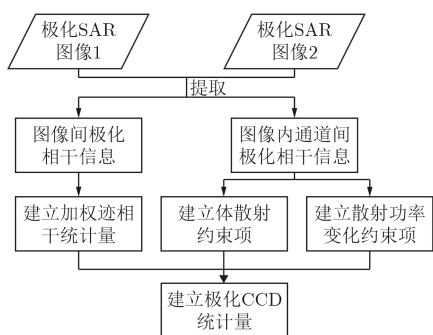 极化SAR
图像1
极化SAR
图像2
提取
图像间极化
相干信息
图像内通道间
极化相干信息
建立加权迹相
干统计量
建立体散射
约束项
建立散射功率
变化约束项
建立极化CCD
统计量